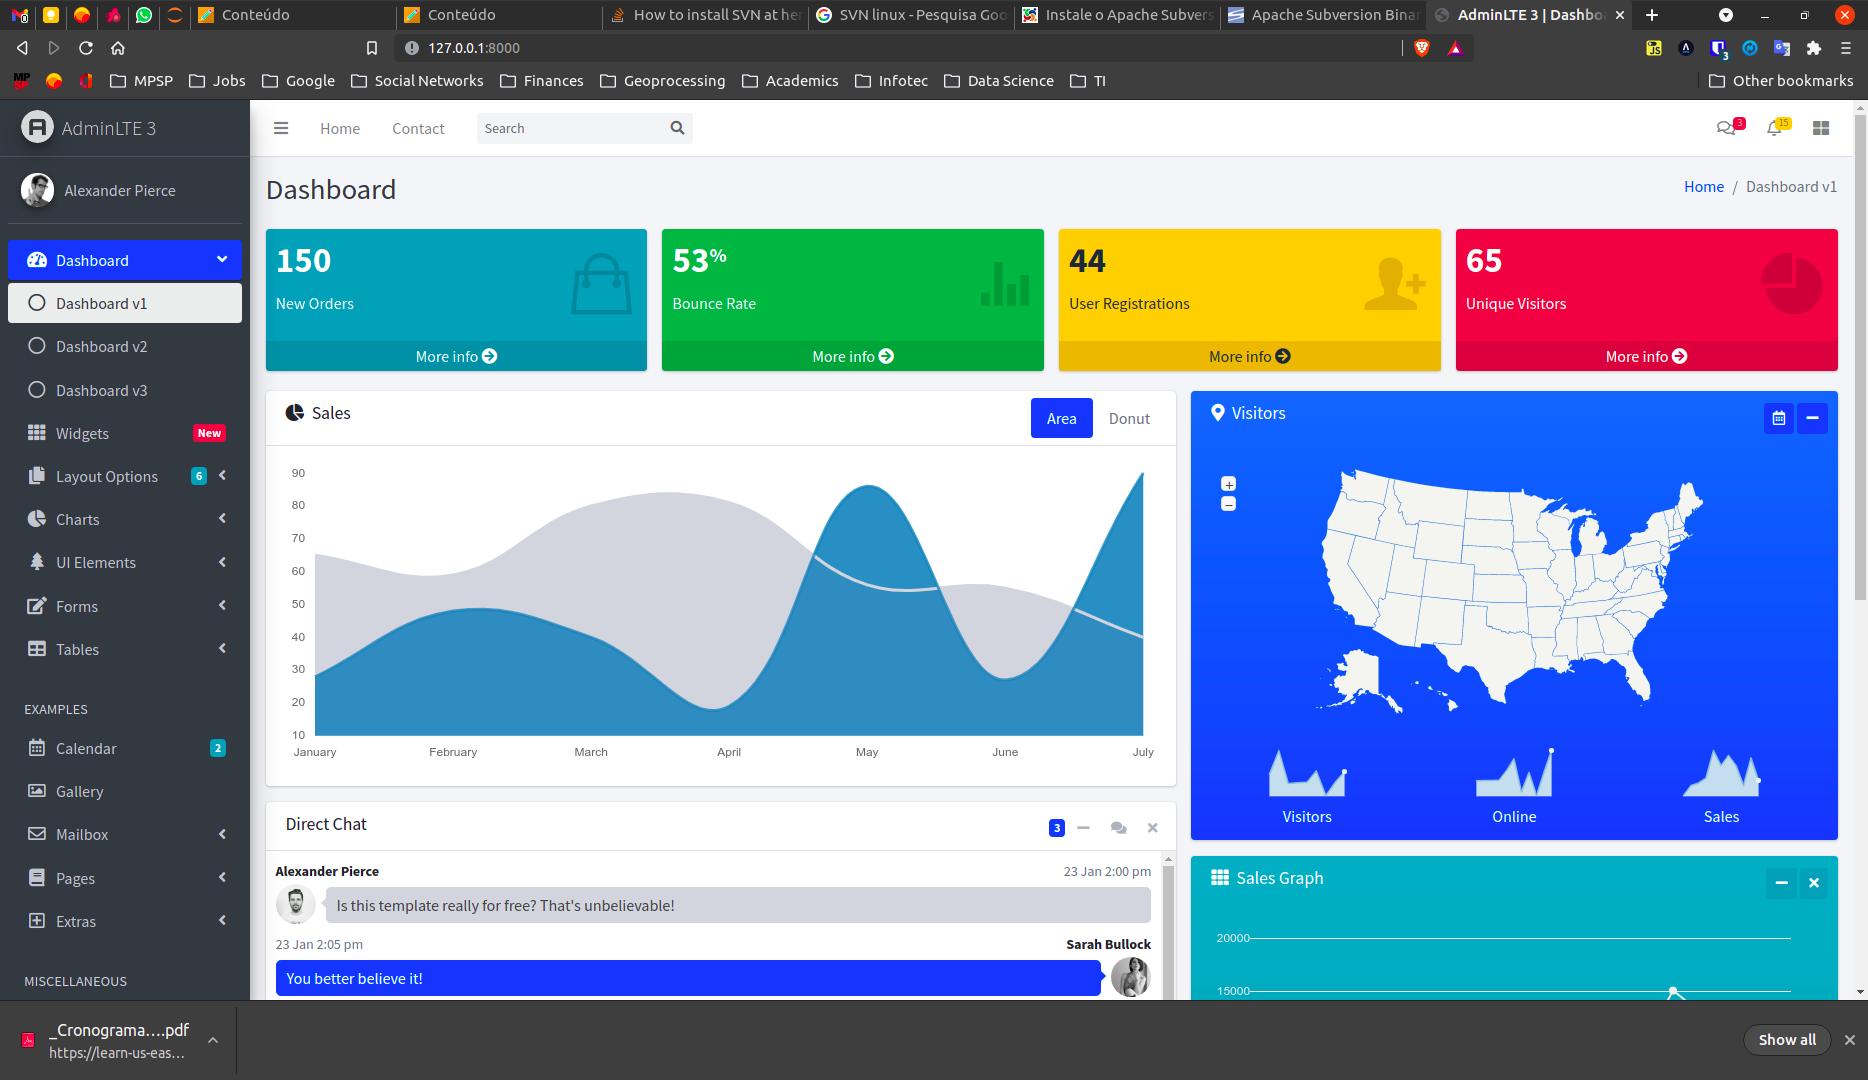 Conteúdo
Conteúdo
How to install SVN at her
SVN linux - Pesquisa Goo
Instale o Apache Subvers
Apache Subversion Binar
AdminLTE 3 | Dashbo
127.0.0.1:8000
3
MPSP
Jobs
Google
Social Networks
Finances
Geoprocessing
Academics
Infotec
Data Science
TI
Other bookmarks
AdminLTE 3
Home
Contact
Search
3
15
Alexander Pierce
Dashboard
Home / Dashboard v1
Dashboard
Dashboard v1
Dashboard v2
Dashboard v3
Widgets New
Layout Options 6
Charts
UI Elements
Forms
Tables
EXAMPLES
Calendar 2
Gallery
Mailbox
Pages
Extras
MISCELLANEOUS
150
New Orders
More info
53%
Bounce Rate
More info
44
User Registrations
More info
65
Unique Visitors
More info
Sales
Area
Donut
90
80
70
60
50
40
30
20
10
January
February
March
April
May
June
July
Visitors
+
−
Visitors
Online
Sales
Direct Chat
3
Alexander Pierce
23 Jan 2:00 pm
Is this template really for free? That's unbelievable!
23 Jan 2:05 pm
Sarah Bullock
You better believe it!
Sales Graph
20000
15000
_Cronograma....pdf
https://learn-us-eas...
Show all